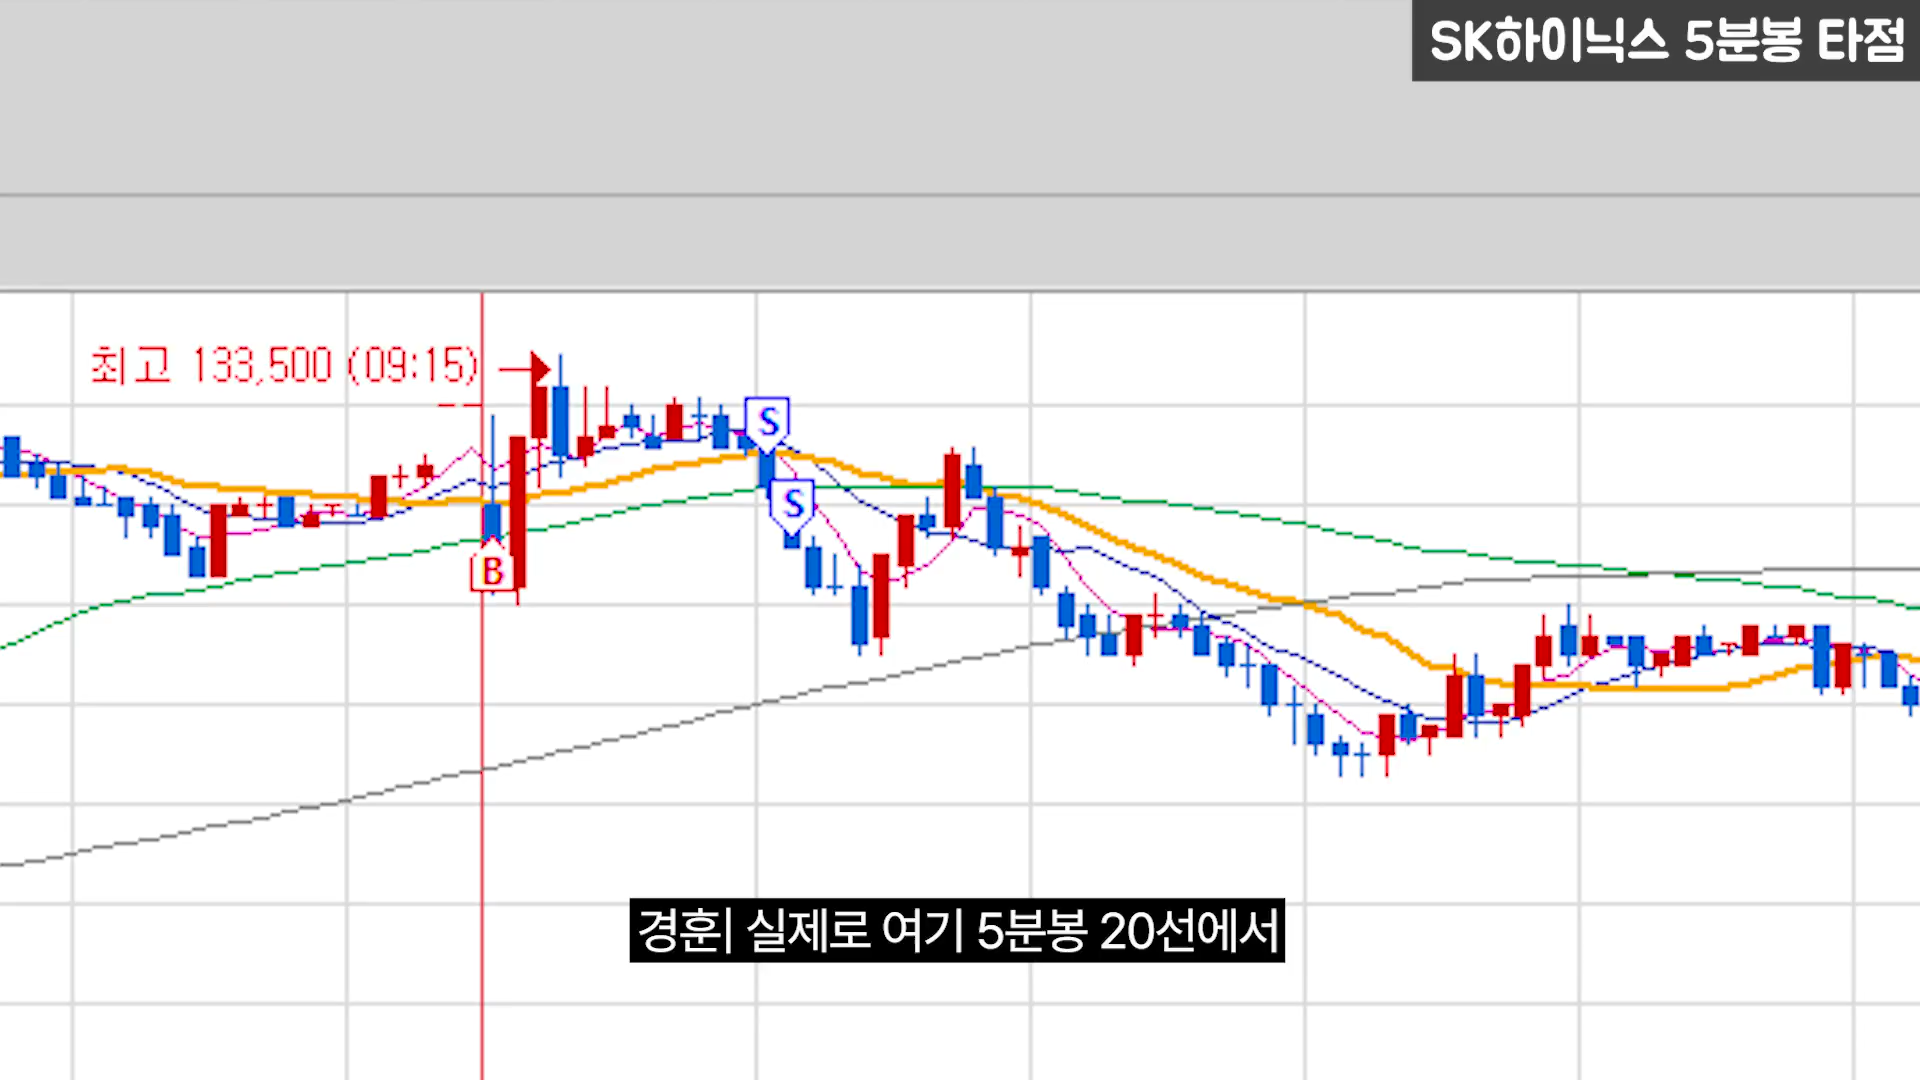 SK하이닉스 5분봉 타점
최고 133,500 (09:15)
S
S
B
경훈| 실제로 여기 5분봉 20선에서